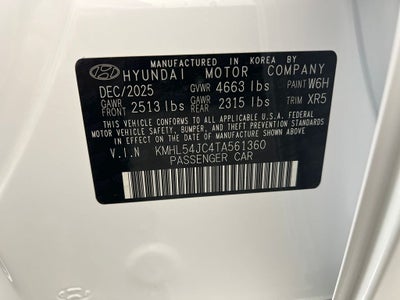 MANUFACTURED IN KOREA BY
HYUNDAI MOTOR COMPANY
DEC/2025 GVWR 4663 lbs PAINT W6H
GAWR FRONT 2513 lbs GAWR REAR 2315 lbs TRIM XR5
THIS VEHICLE CONFORMS TO ALL APPLICABLE U.S.A. FEDERAL
MOTOR VEHICLE SAFETY, BUMPER, AND THEFT PREVENTION
STANDARDS IN EFFECT ON THE DATE OF MANUFACTURE
SHOWN ABOVE.
V.I.N KMHL54JC4TA561360
PASSENGER CAR